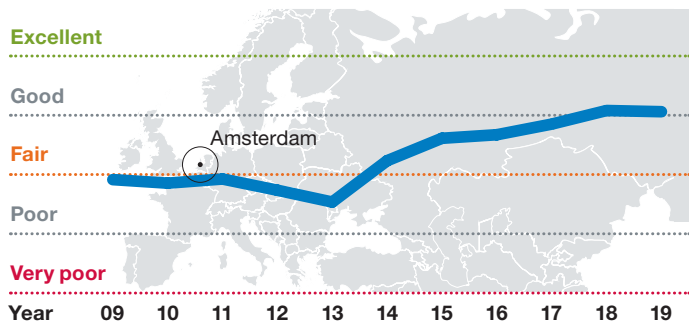 Excellent
Good
Amsterdam
Fair
Poor
Very poor
Year 09 10 11 12 13 14 15 16 17 18 19